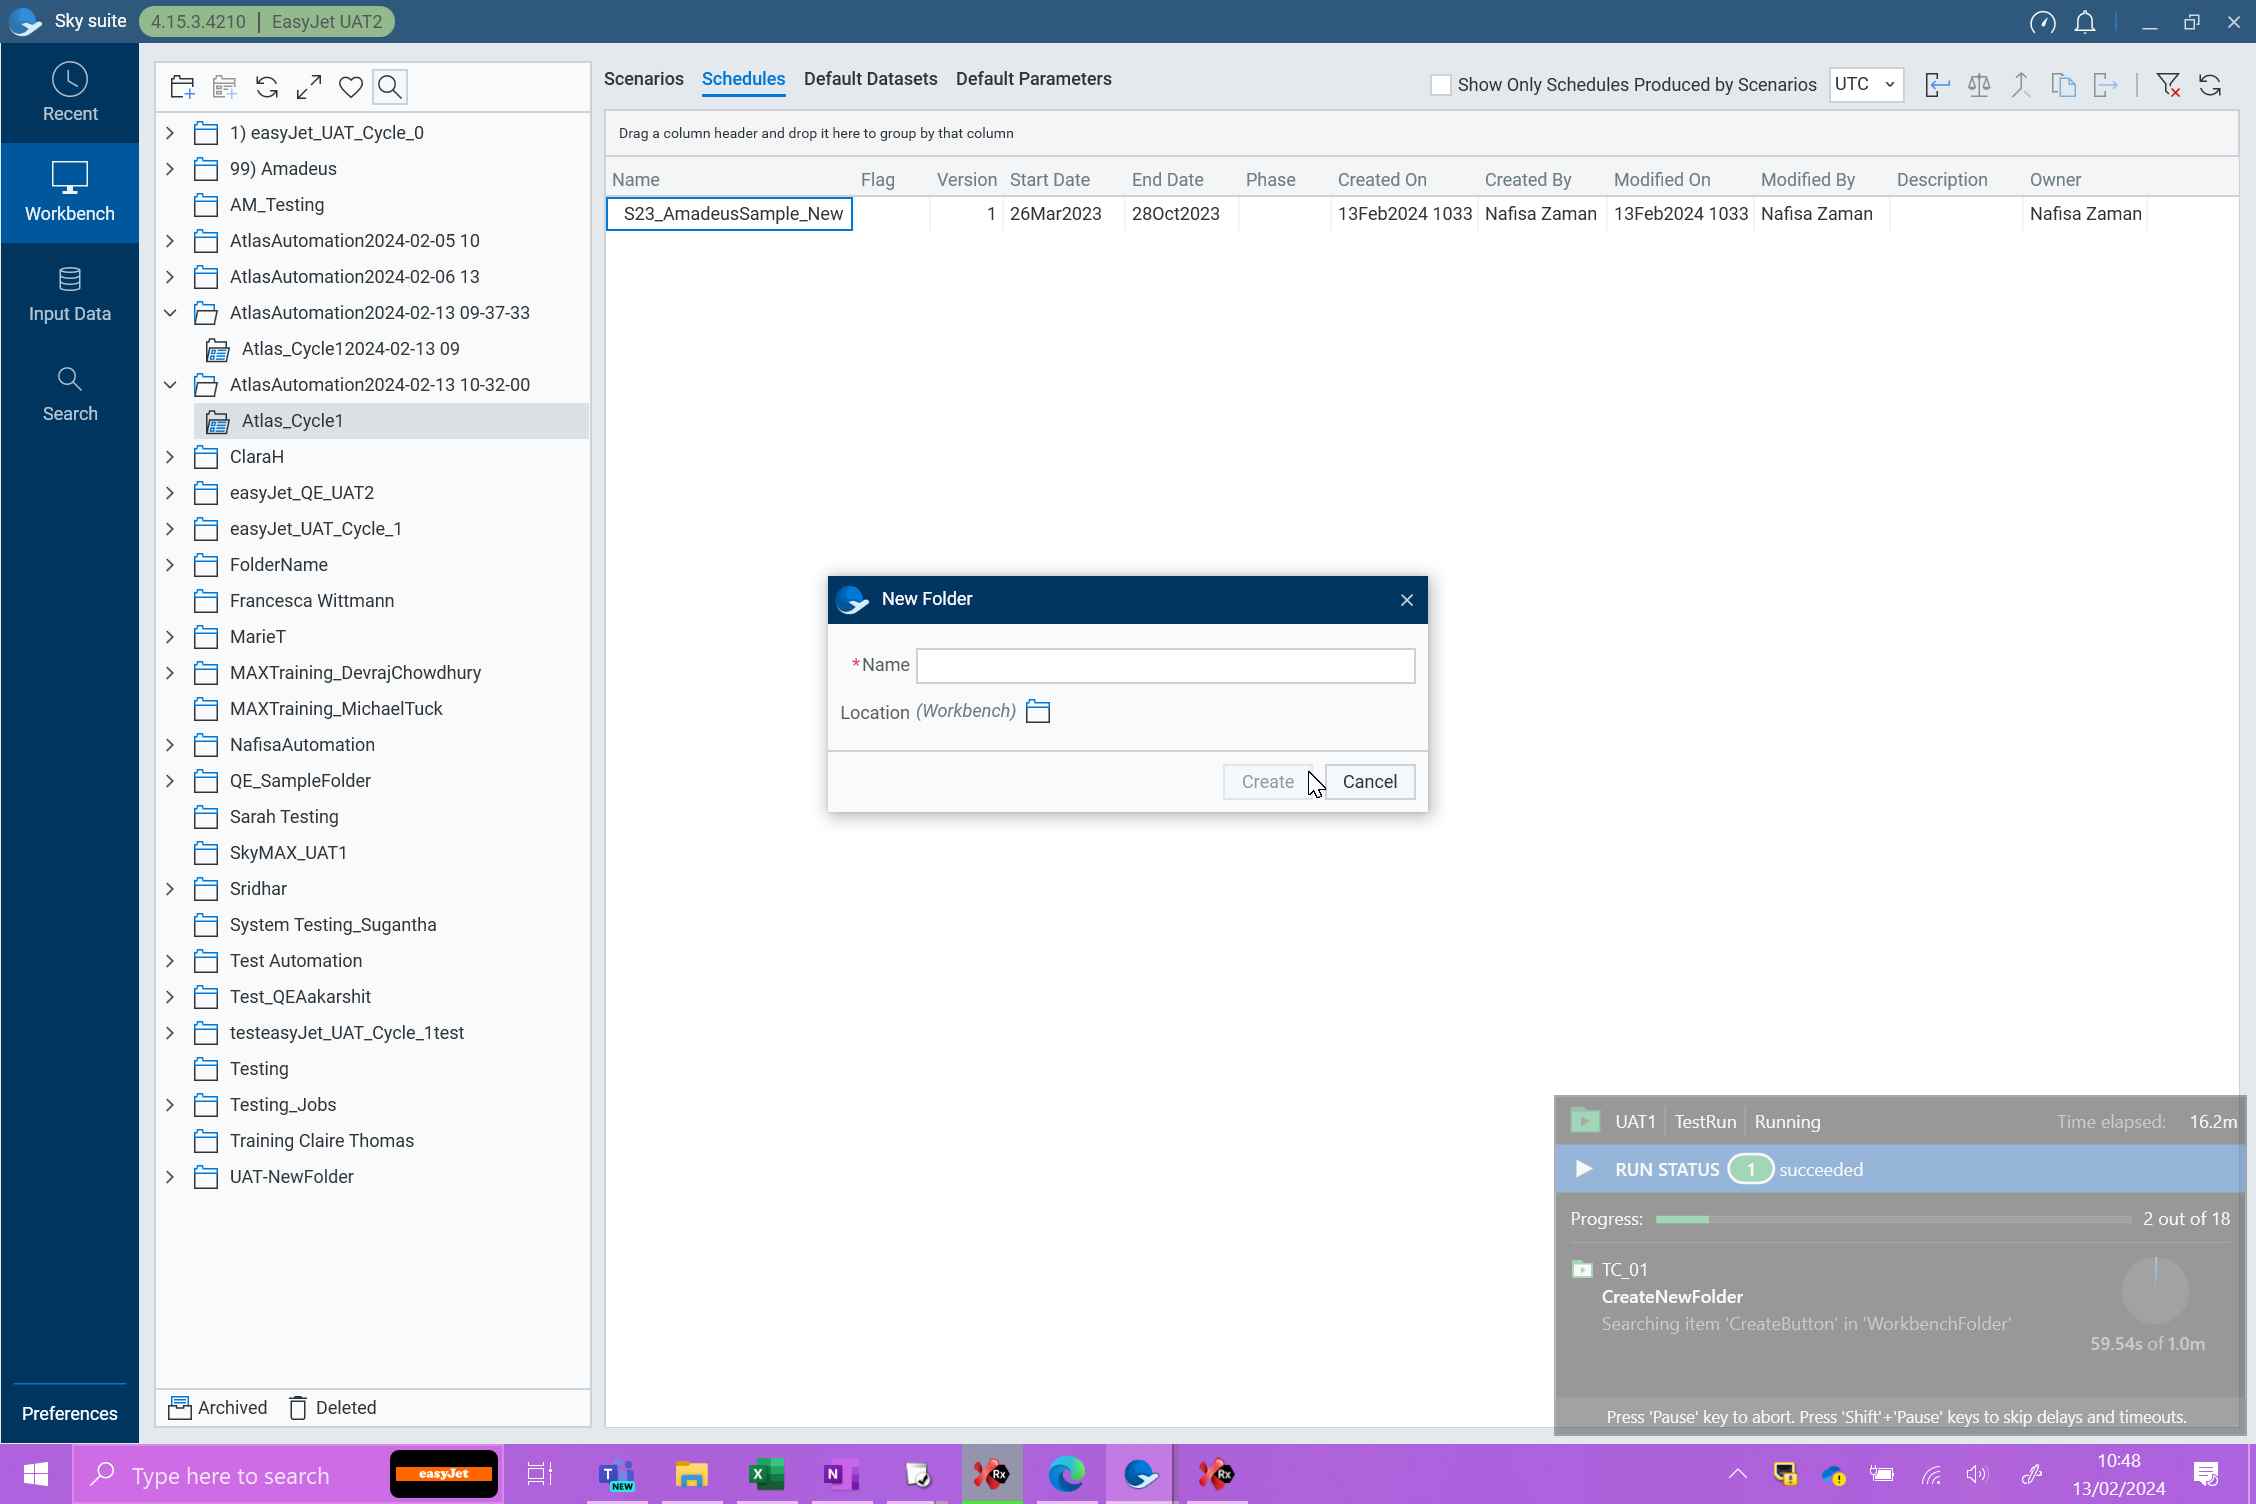 Sky suite 4.15.3.4210 | EasyJet UAT2
Recent
Workbench
Input Data
Search
Preferences
1) easyJet_UAT_Cycle_0
99) Amadeus
AM_Testing
AtlasAutomation2024-02-05 10
AtlasAutomation2024-02-06 13
AtlasAutomation2024-02-13 09-37-33
Atlas_Cycle12024-02-13 09
AtlasAutomation2024-02-13 10-32-00
Atlas_Cycle1
ClaraH
easyJet_QE_UAT2
easyJet_UAT_Cycle_1
FolderName
Francesca Wittmann
MarieT
MAXTraining_DevrajChowdhury
MAXTraining_MichaelTuck
NafisaAutomation
QE_SampleFolder
Sarah Testing
SkyMAX_UAT1
Sridhar
System Testing_Sugantha
Test Automation
Test_QEAakarshit
testeasyJet_UAT_Cycle_1test
Testing
Testing_Jobs
Training Claire Thomas
UAT-NewFolder
Archived Deleted
Scenarios Schedules Default Datasets Default Parameters
Show Only Schedules Produced by Scenarios UTC
Drag a column header and drop it here to group by that column
Name Flag Version Start Date End Date Phase Created On Created By Modified On Modified By Description Owner
S23_AmadeusSample_New 1 26Mar2023 28Oct2023 13Feb2024 1033 Nafisa Zaman 13Feb2024 1033 Nafisa Zaman Nafisa Zaman
New Folder
*Name
Location (Workbench)
Create Cancel
UAT1 TestRun Running Time elapsed: 16.2m
RUN STATUS 1 succeeded
Progress: 2 out of 18
TC_01
CreateNewFolder
Searching item 'CreateButton' in 'WorkbenchFolder'
59.54s of 1.0m
Press 'Pause' key to abort. Press 'Shift'+'Pause' keys to skip delays and timeouts.
Type here to search
easyJet
T
NEW
X
N
Rx
Rx
10:48
13/02/2024